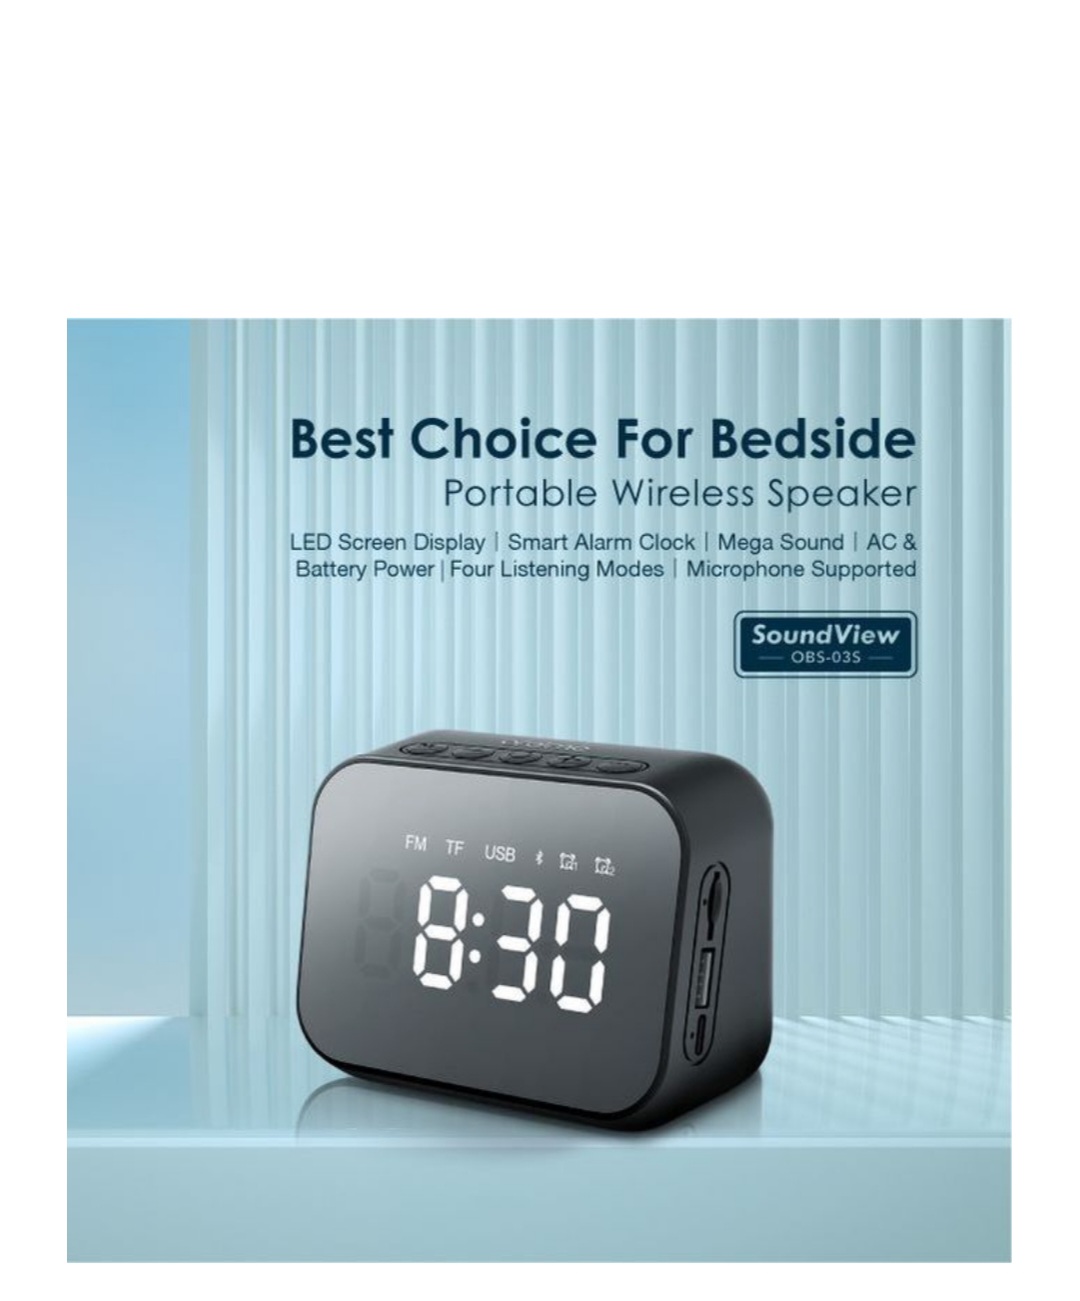 Best Choice For Bedside
Portable Wireless Speaker
LED Screen Display | Smart Alarm Clock | Mega Sound | AC &
Battery Power | Four Listening Modes | Microphone Supported
SoundView
OBS-03S
FM TF USB
8:30